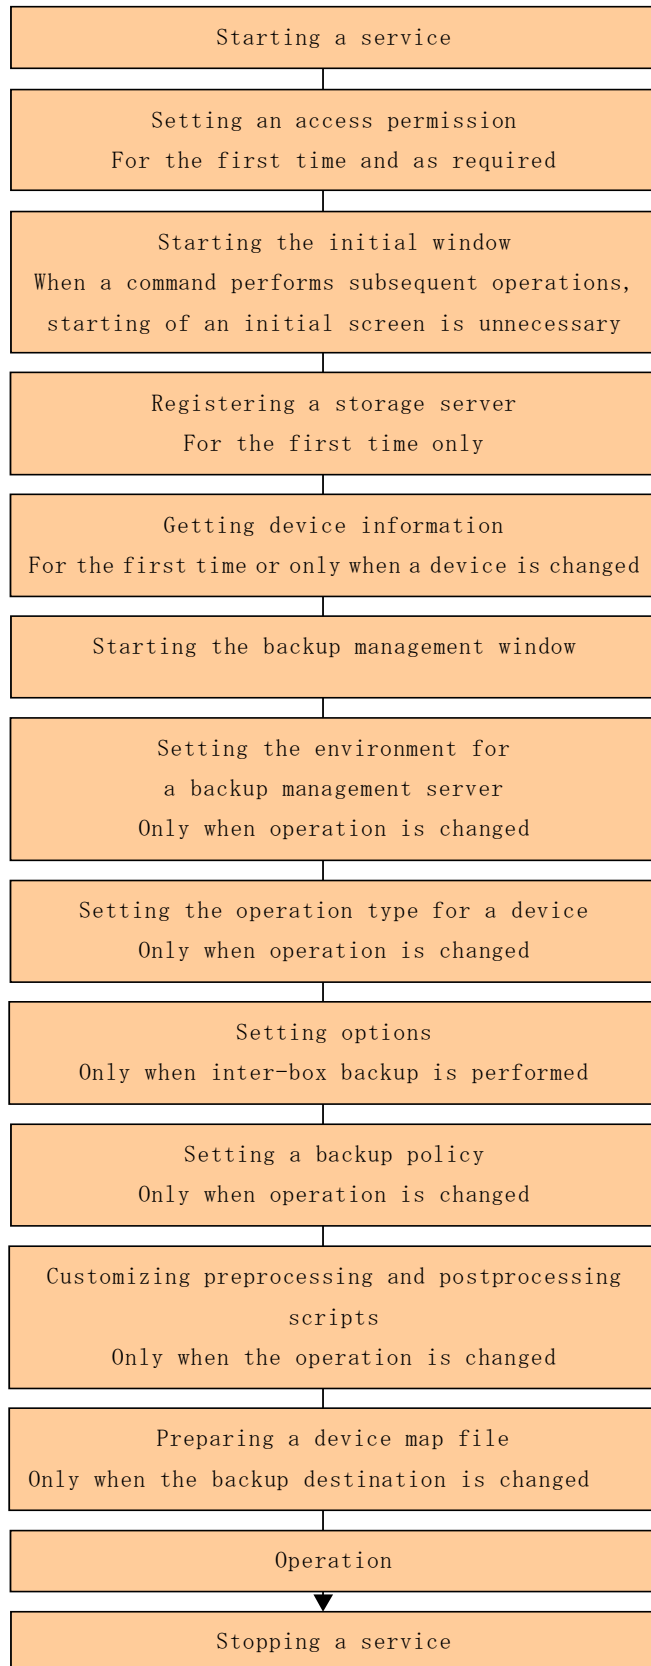 Starting a service
Setting an access permission
For the first time and as required
Starting the initial window
When a command performs subsequent operations,
starting of an initial screen is unnecessary
Registering a storage server
For the first time only
Getting device information
For the first time or only when a device is changed
Starting the backup management window
Setting the environment for
a backup management server
Only when operation is changed
Setting the operation type for a device
Only when operation is changed
Setting options
Only when inter-box backup is performed
Setting a backup policy
Only when operation is changed
Customizing preprocessing and postprocessing
scripts
Only when the operation is changed
Preparing a device map file
Only when the backup destination is changed
Operation
Stopping a service